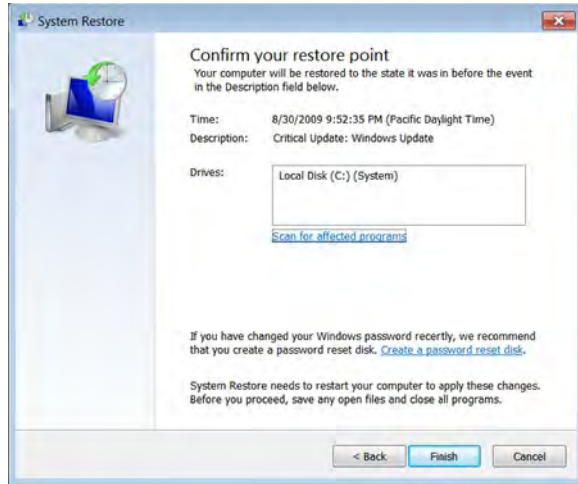 System Restore
Confirm your restore point
Your computer will be restored to the state it was in before the event
in the Description field below.
Time: 8/30/2009 9:52:35 PM (Pacific Daylight Time)
Description: Critical Update: Windows Update
Drives: Local Disk (C:) (System)
Scan for affected programs
If you have changed your Windows password recently, we recommend
that you create a password reset disk. Create a password reset disk.
System Restore needs to restart your computer to apply these changes.
Before you proceed, save any open files and close all programs.
< Back Finish Cancel